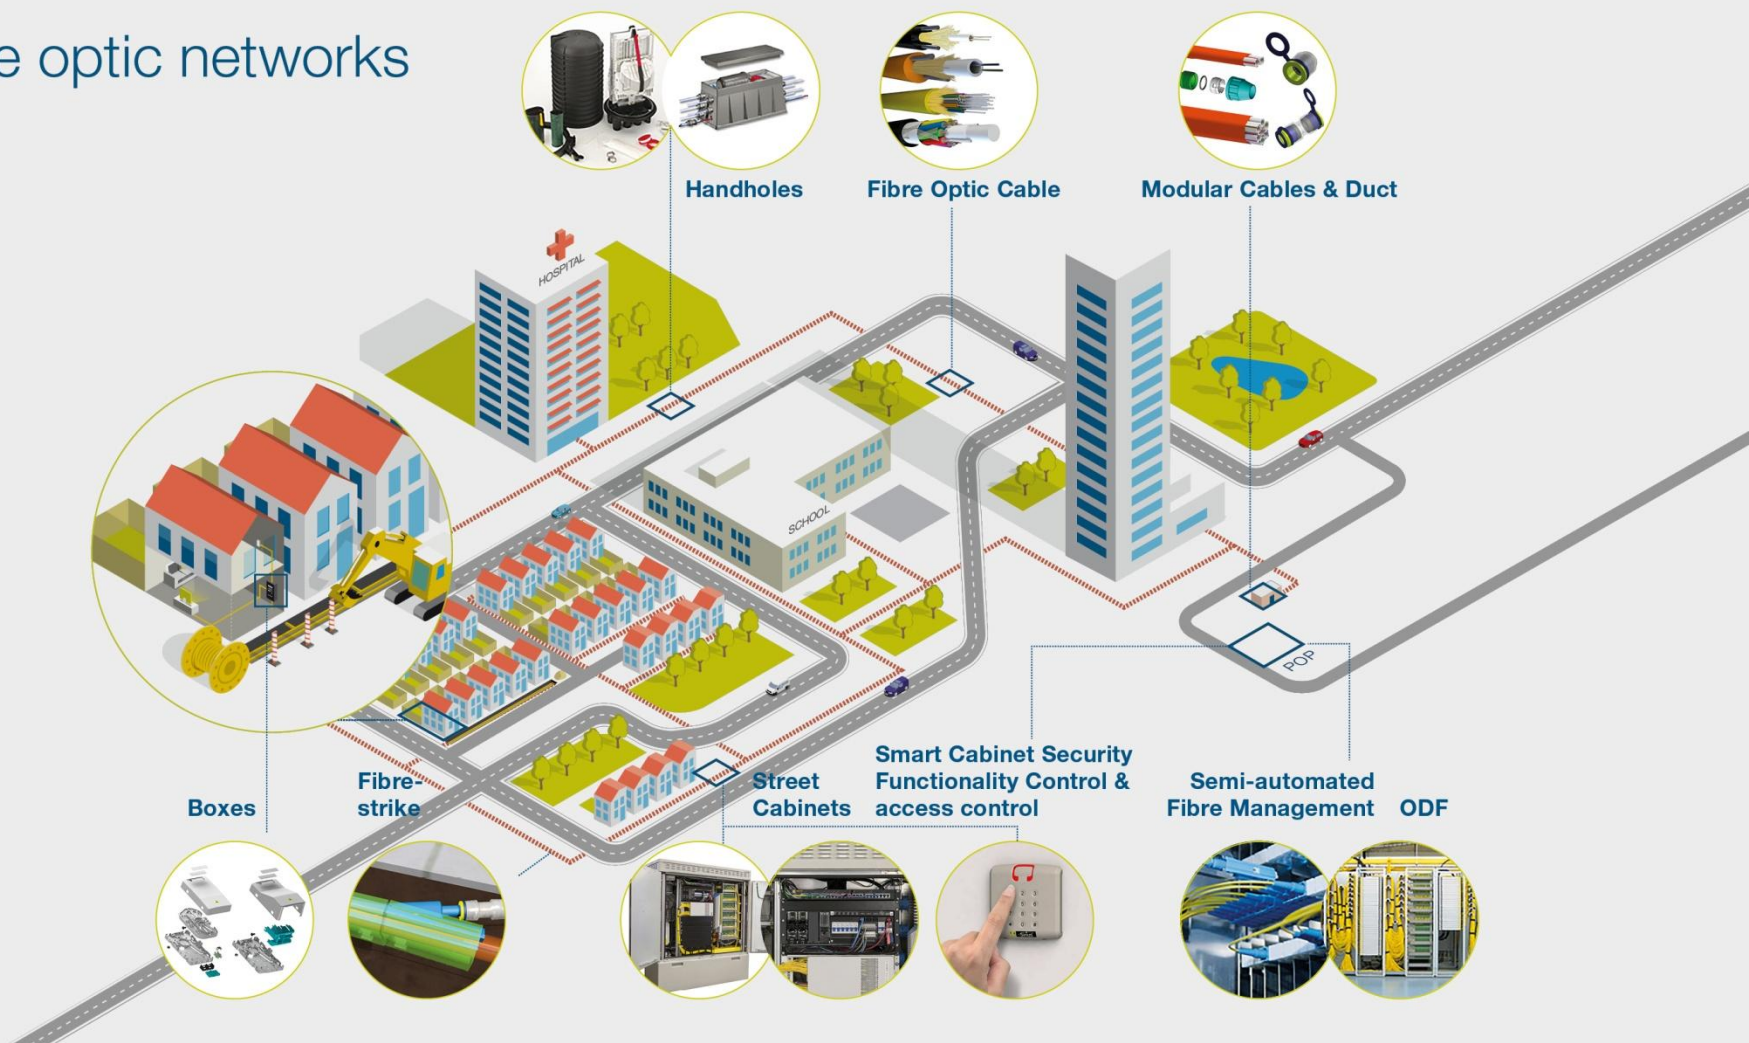 e optic networks
Handholes
Fibre Optic Cable
Modular Cables & Duct
HOSPITAL
SCHOOL
POP
Boxes
Fibre-
strike
Street
Cabinets
Smart Cabinet Security
Functionality Control &
access control
Semi-automated
Fibre Management
ODF